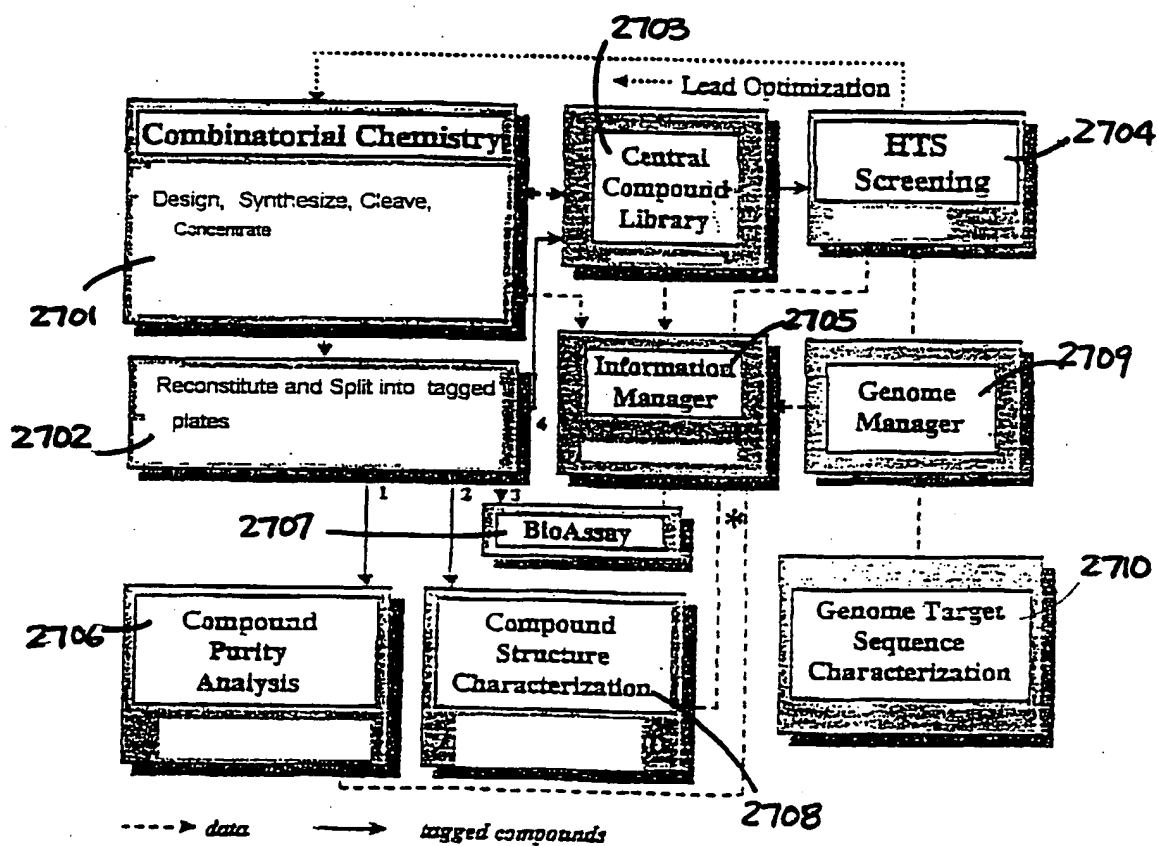 2703
Lead Optimization
Combinatorial Chemistry
Design, Synthesize, Cleave,
Concentrate
2701
Central
Compound
Library
HTS
Screening
2704
Reconstitute and Split into tagged
plates
2702
4
Information
Manager
2705
Genome
Manager
2709
1
2
3
2707
BioAssay
*
2706
Compound
Purity
Analysis
Compound
Structure
Characterization
2708
Genome Target
Sequence
Characterization
2710
data
tagged compounds